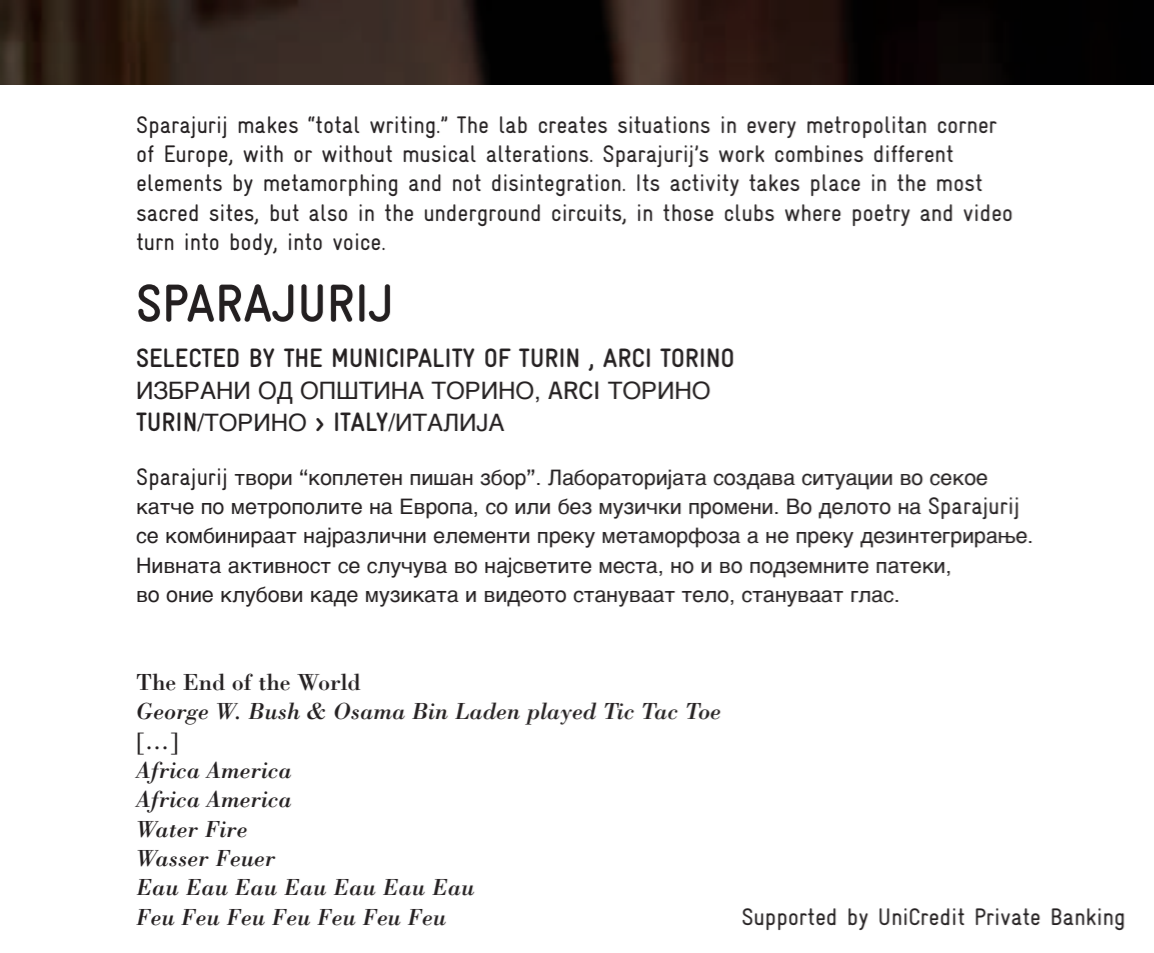 Sparajurij makes “total writing.” The lab creates situations in every metropolitan corner
of Europe, with or without musical alterations. Sparajurij’s work combines different
elements by metamorphing and not disintegration. Its activity takes place in the most
sacred sites, but also in the underground circuits, in those clubs where poetry and video
turn into body, into voice.
SPARAJURIJ
SELECTED BY THE MUNICIPALITY OF TURIN , ARCI TORINO
ИЗБРАНИ ОД ОПШТИНА ТОРИНО, ARCI ТОРИНО
TURIN/ТОРИНО › ITALY/ИТАЛИЈА
Sparajurij твори “коплетен пишан збор”. Лабораторијата создава ситуации во секое
катче по метрополите на Европа, со или без музички промени. Во делото на Sparajurij
се комбинираат најразлични елементи преку метаморфоза а не преку дезинтегрирање.
Нивната активност се случува во најсветите места, но и во подземните патеки,
во оние клубови каде музиката и видеото стануваат тело, стануваат глас.
The End of the World
George W. Bush & Osama Bin Laden played Tic Tac Toe
[…]
Africa America
Africa America
Water Fire
Wasser Feuer
Eau Eau Eau Eau Eau Eau Eau
Feu Feu Feu Feu Feu Feu Feu
Supported by UniCredit Private Banking